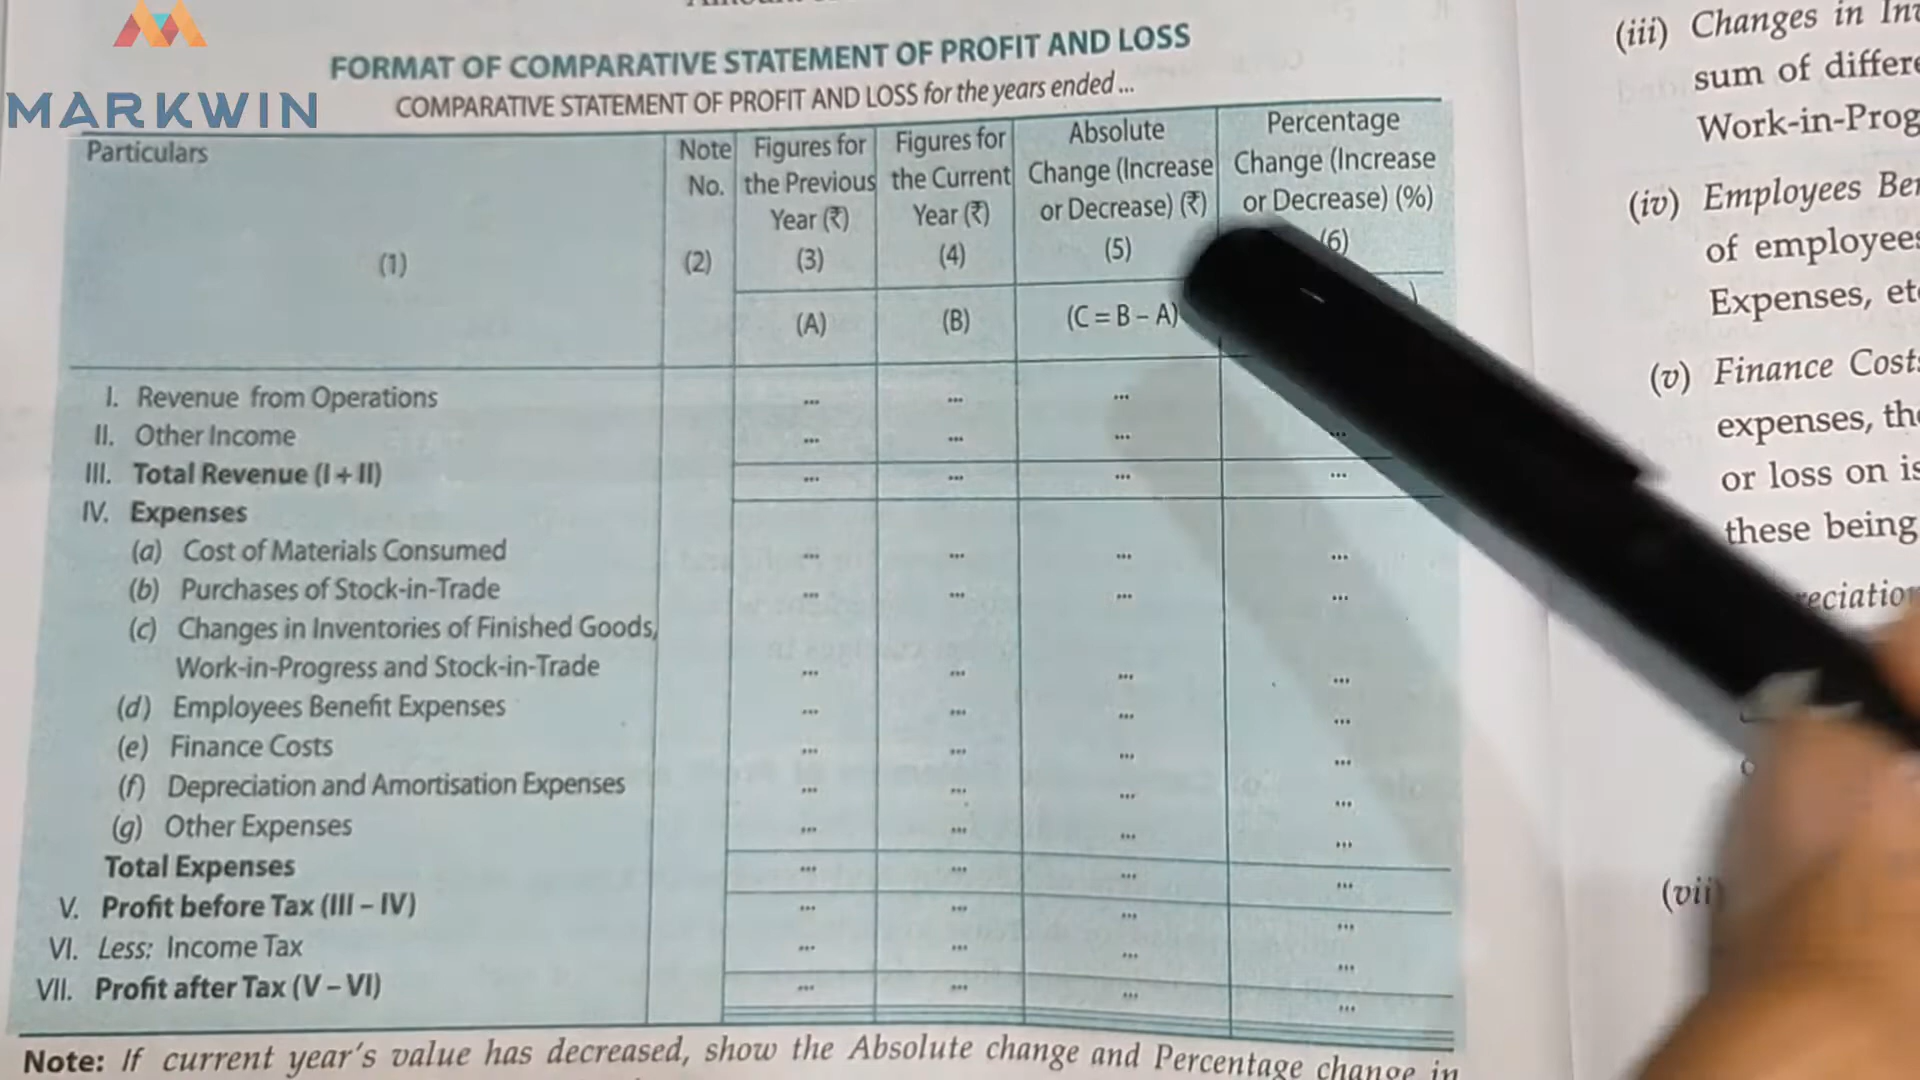 MARKWIN
FORMAT OF COMPARATIVE STATEMENT OF PROFIT AND LOSS
COMPARATIVE STATEMENT OF PROFIT AND LOSS for the years ended ...
Particulars
(1)
Note
No.
(2)
Figures for
the Previous
Year (₹)
(3)
(A)
Figures for
the Current
Year (₹)
(4)
(B)
Absolute
Change (Increase
or Decrease) (₹)
(5)
(C = B – A)
Percentage
Change (Increase
or Decrease) (%)
(6)
I. Revenue from Operations ... ... ...
II. Other Income ... ... ... ...
III. Total Revenue (I + II) ... ... ... ...
IV. Expenses
(a) Cost of Materials Consumed ... ... ... ...
(b) Purchases of Stock-in-Trade ... ... ... ...
(c) Changes in Inventories of Finished Goods,
Work-in-Progress and Stock-in-Trade ... ... ... ...
(d) Employees Benefit Expenses ... ... ... ...
(e) Finance Costs ... ... ... ...
(f) Depreciation and Amortisation Expenses ... ... ... ...
(g) Other Expenses ... ... ... ...
Total Expenses ... ... ... ...
V. Profit before Tax (III – IV) ... ... ... ...
VI. Less: Income Tax ... ... ... ...
VII. Profit after Tax (V – VI) ... ... ... ...
Note: If current year's value has decreased, show the Absolute change and Percentage change in
(iii) Changes in
sum of
Work-in-Prog
(iv) Employees
of employees
Expenses,
(v) Finance Costs
expenses,
or loss on
these being
(vii)